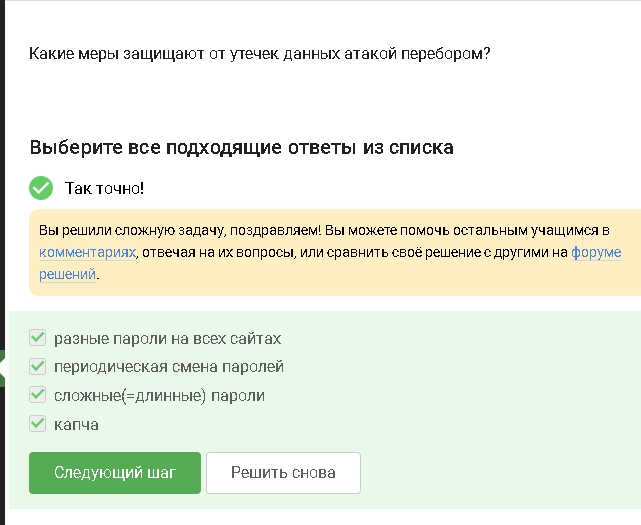 Какие меры защищают от утечек данных атакой перебором?
Выберите все подходящие ответы из списка
Так точно!
Вы решили сложную задачу, поздравляем! Вы можете помочь остальным учащимся в
комментариях, отвечая на их вопросы, или сравнить своё решение с другими на форуме
решений.
разные пароли на всех сайтах
периодическая смена паролей
сложные(=длинные) пароли
капча
Следующий шаг Решить снова